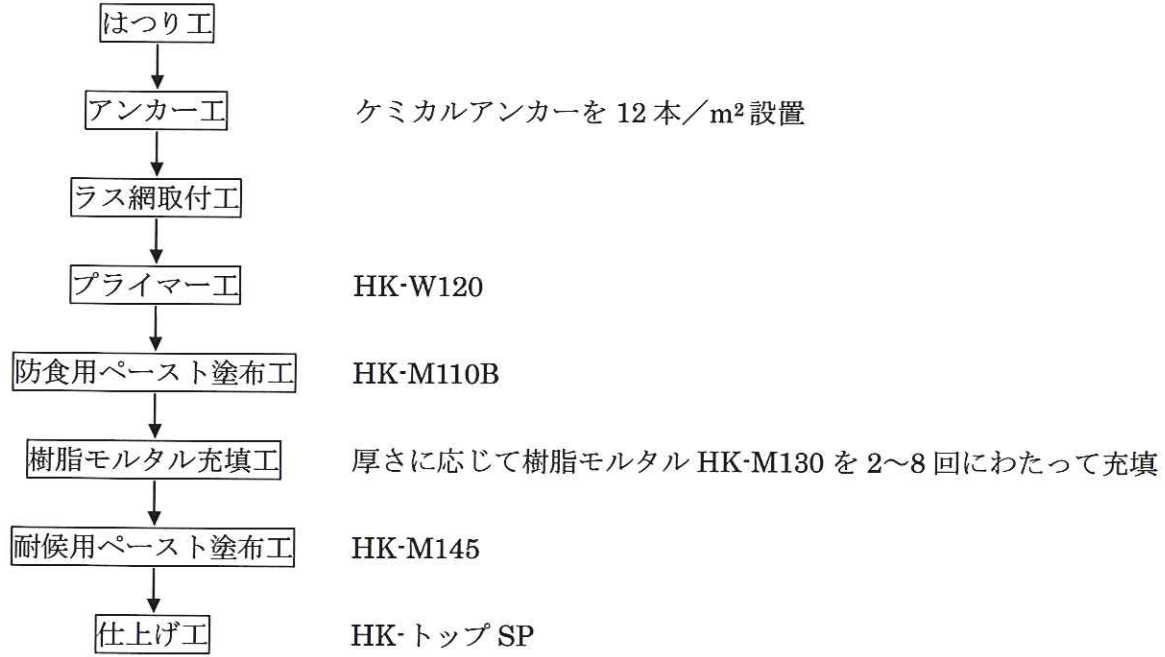 はつり工
アンカー工 ケミカルアンカーを 12 本／m²設置
ラス網取付工
プライマー工 HK-W120
防食用ペースト塗布工 HK-M110B
樹脂モルタル充填工 厚さに応じて樹脂モルタル HK-M130 を 2～8 回にわたって充填
耐候用ペースト塗布工 HK-M145
仕上げ工 HK-トップ SP